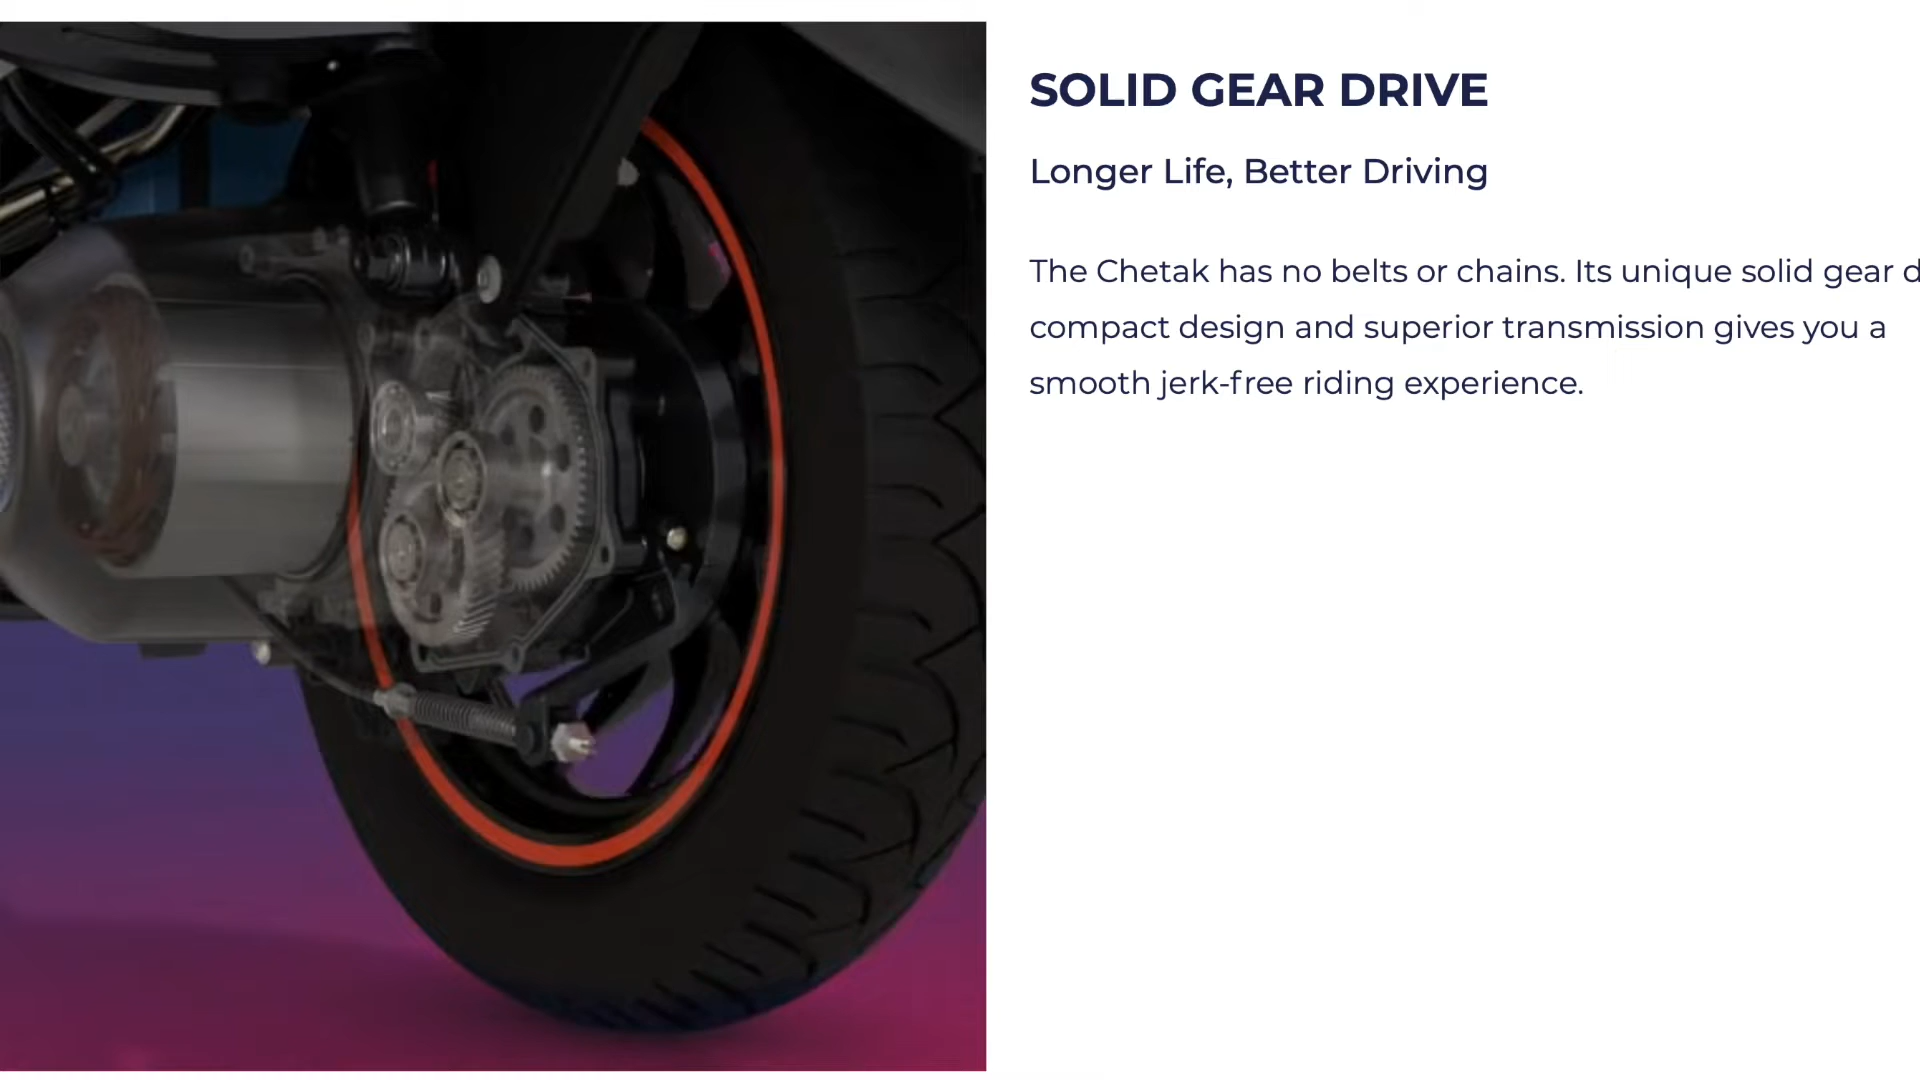 SOLID GEAR DRIVE
Longer Life, Better Driving
The Chetak has no belts or chains. Its unique solid gear
compact design and superior transmission gives you a
smooth jerk-free riding experience.